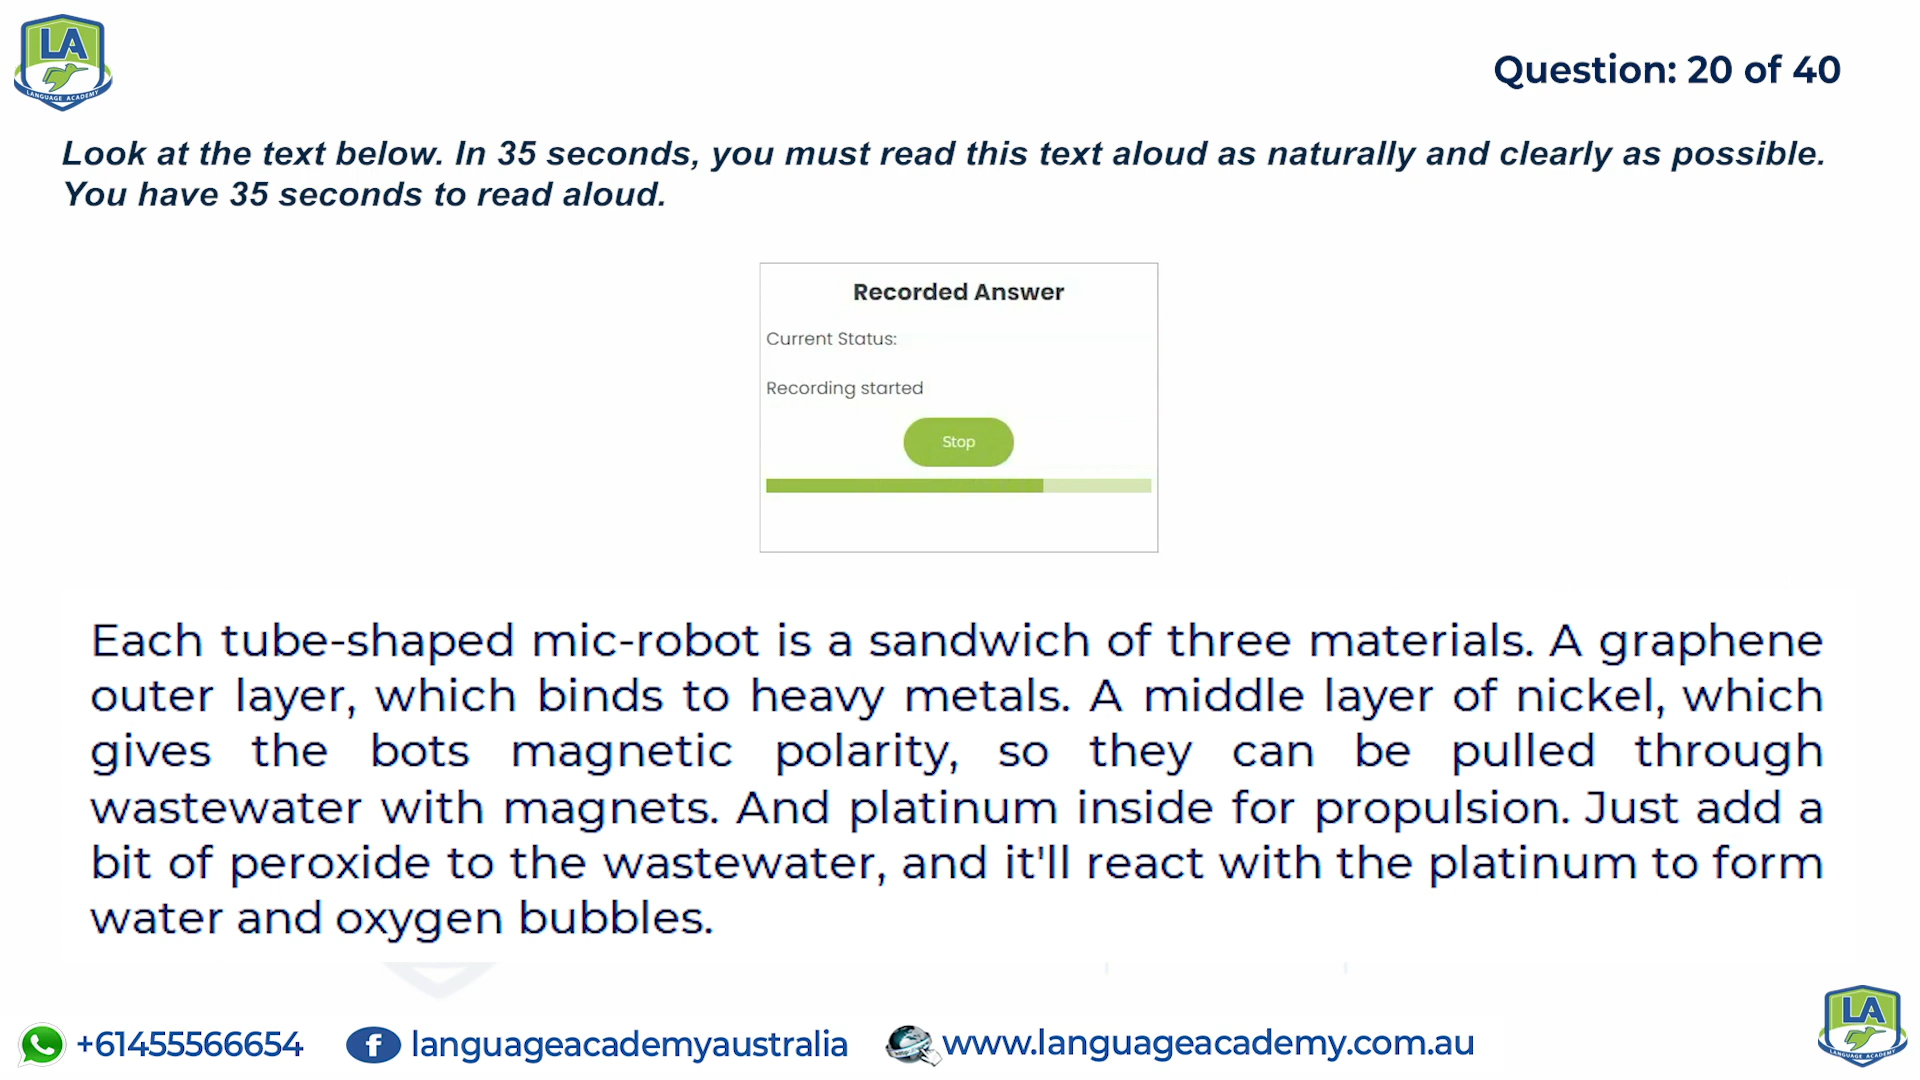 LA
LANGUAGE ACADEMY
Question: 20 of 40
Look at the text below. In 35 seconds, you must read this text aloud as naturally and clearly as possible.
You have 35 seconds to read aloud.
Recorded Answer
Current Status:
Recording started
Stop
Each tube-shaped mic-robot is a sandwich of three materials. A graphene
outer layer, which binds to heavy metals. A middle layer of nickel, which
gives the bots magnetic polarity, so they can be pulled through
wastewater with magnets. And platinum inside for propulsion. Just add a
bit of peroxide to the wastewater, and it'll react with the platinum to form
water and oxygen bubbles.
+61455566654
f languageacademyaustralia
www.languageacademy.com.au
LA
LANGUAGE ACADEMY